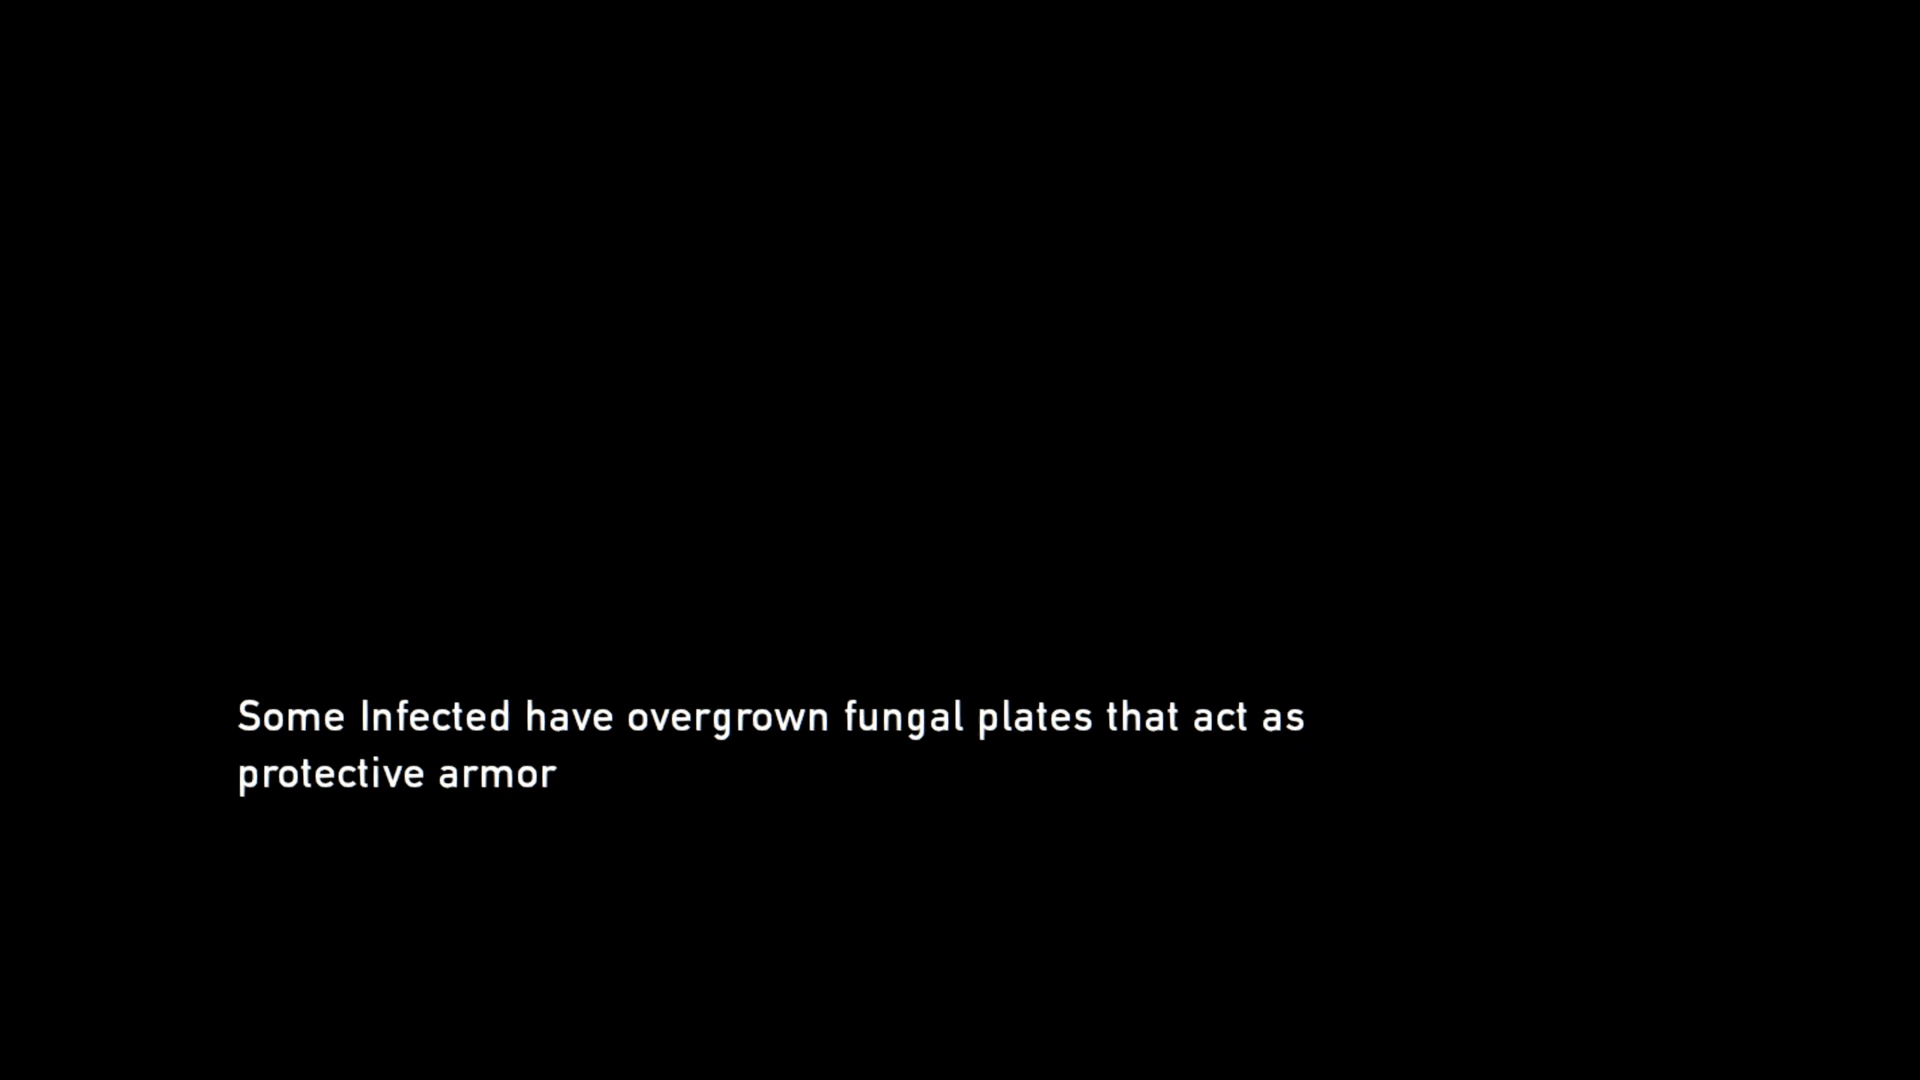 Some Infected have overgrown fungal plates that act as
protective armor